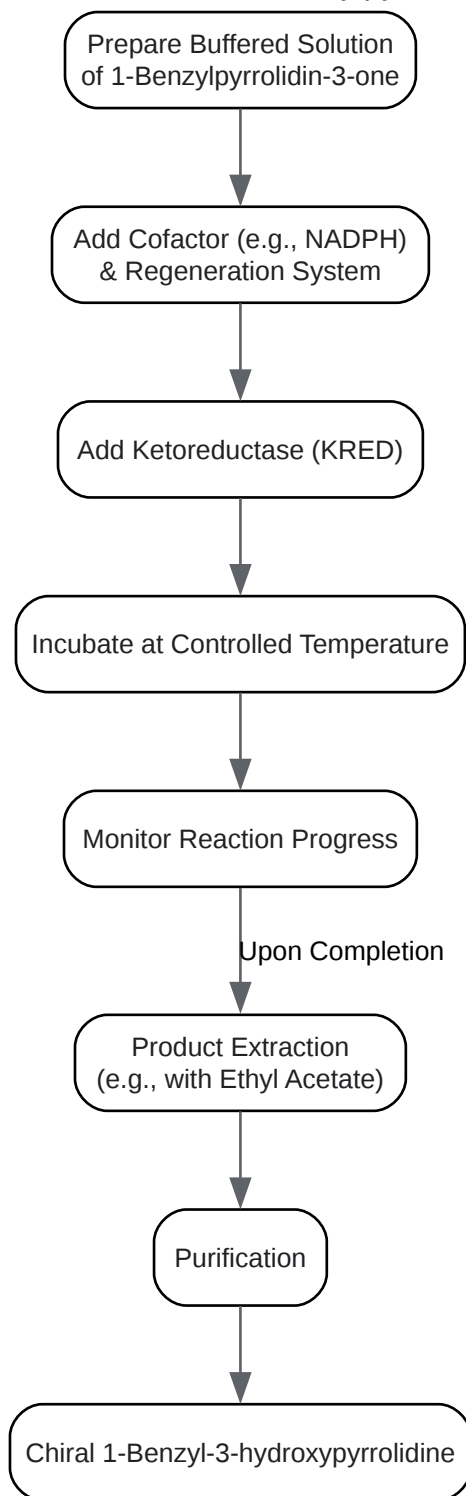 Prepare Buffered Solution
of 1-Benzylpyrrolidin-3-one
Add Cofactor (e.g., NADPH)
& Regeneration System
Add Ketoreductase (KRED)
Incubate at Controlled Temperature
Monitor Reaction Progress
Upon Completion
Product Extraction
(e.g., with Ethyl Acetate)
Purification
Chiral 1-Benzyl-3-hydroxypyrrolidine